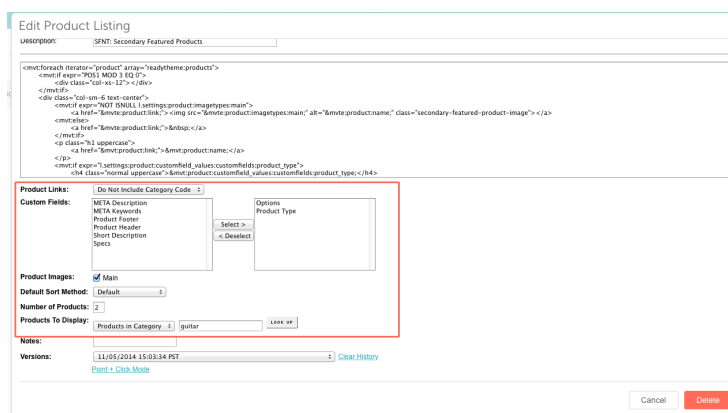 Edit Product Listing
Description: SFNT: Secondary Featured Products
<mvt:foreach iterator="product" array="readytheme:products">
<mvt:if expr="POS1 MOD 3 EQ 0">
<div class="col-xs-12"></div>
</mvt:if>
<div class="col-sm-6 text-center">
<mvt:if expr="NOT ISNULL l.settings:product:imagetypes:main">
<a href="&mvte:product:link;"><img src="&mvte:product:imagetypes:main;" alt="&mvte:product:name;" class="secondary-featured-product-image"></a>
<mvt:else>
<a href="&mvte:product:link;">&nbsp;</a>
</mvt:if>
<p class="h1 uppercase">
<a href="&mvte:product:link;">&mvt:product:name;</a>
</p>
<mvt:if expr="l.settings:product:customfield_values:customfields:product_type">
<h4 class="normal uppercase">&mvt:product:customfield_values:customfields:product_type;</h4>
Product Links: Do Not Include Category Code
Custom Fields:
META Description
META Keywords
Product Footer
Product Header
Short Description
Specs
Select >
< Deselect
Options
Product Type
Product Images: Main
Default Sort Method: Default
Number of Products: 2
Products To Display: Products in Category guitar LOOK UP
Notes:
Versions: 11/05/2014 15:03:34 PST Clear History
Point + Click Mode
Cancel Delete